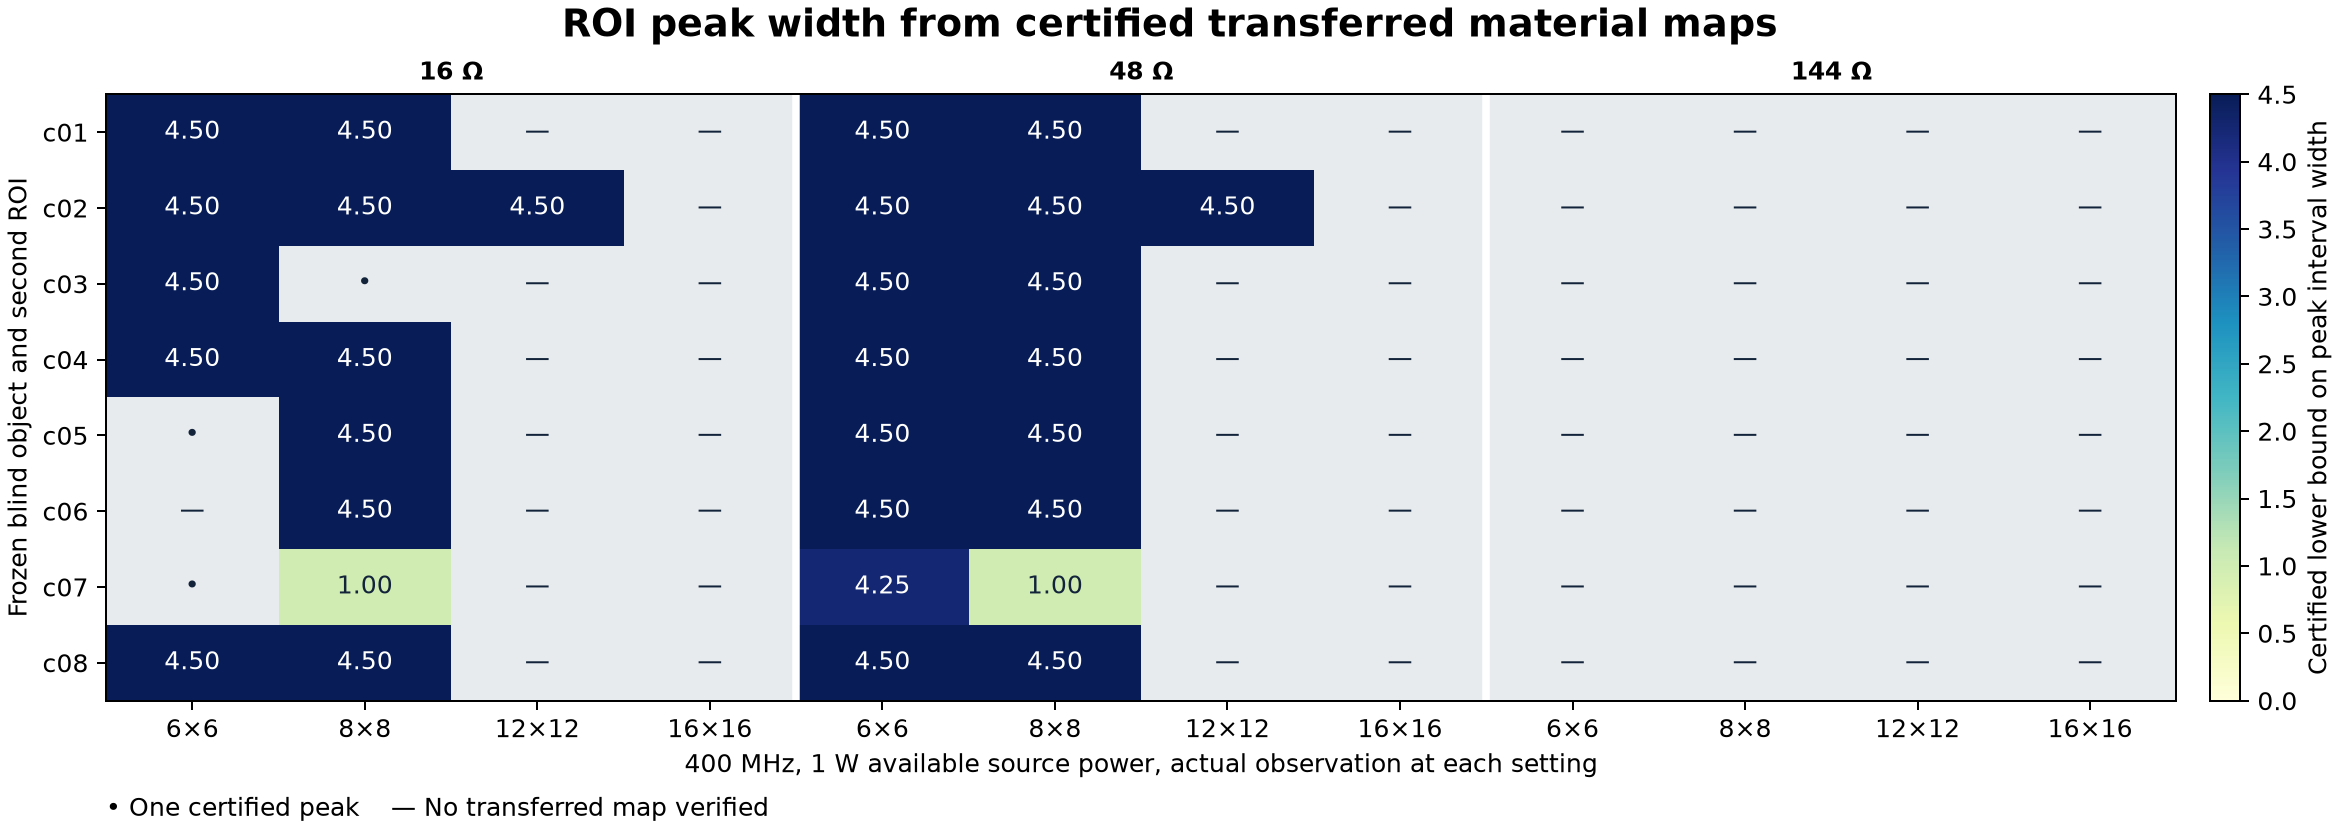 ROI peak width from certified transferred material maps
16 Ω 48 Ω 144 Ω
Frozen blind object and second ROI
c01 4.50 4.50 — — 4.50 4.50 — — — — — —
c02 4.50 4.50 4.50 — 4.50 4.50 4.50 — — — — —
c03 4.50 • — — 4.50 4.50 — — — — — —
c04 4.50 4.50 — — 4.50 4.50 — — — — — —
c05 • 4.50 — — 4.50 4.50 — — — — — —
c06 — 4.50 — — 4.50 4.50 — — — — — —
c07 • 1.00 — — 4.25 1.00 — — — — — —
c08 4.50 4.50 — — 4.50 4.50 — — — — — —
6×6 8×8 12×12 16×16 6×6 8×8 12×12 16×16 6×6 8×8 12×12 16×16
400 MHz, 1 W available source power, actual observation at each setting
• One certified peak — No transferred map verified
4.5
4.0
3.5
3.0
2.5
2.0
1.5
1.0
0.5
0.0
Certified lower bound on peak interval width